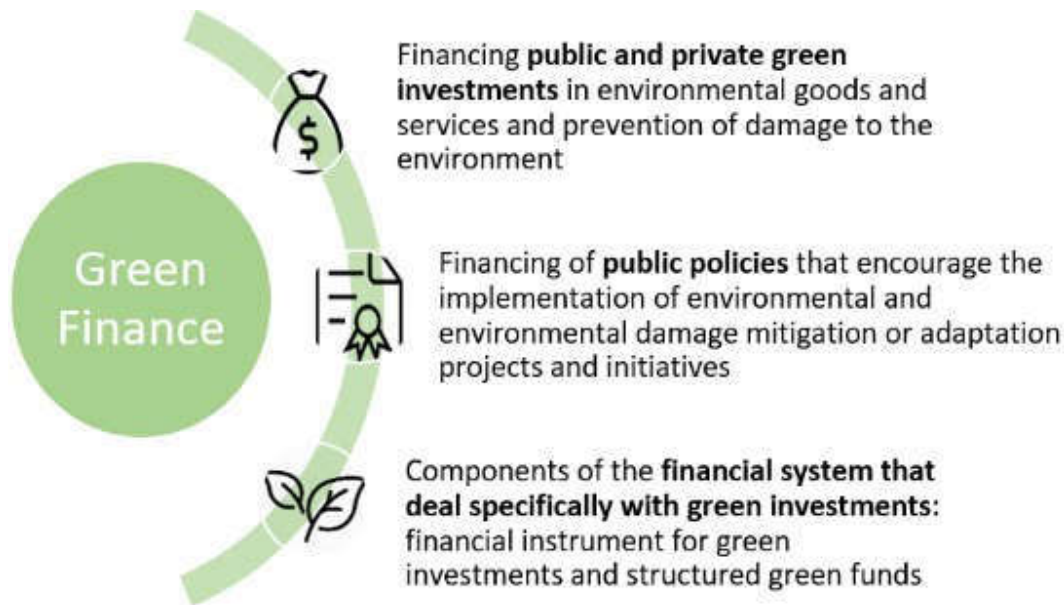 Green
Finance
$
Financing public and private green
investments in environmental goods and
services and prevention of damage to the
environment
Financing of public policies that encourage the
implementation of environmental and
environmental damage mitigation or adaptation
projects and initiatives
Components of the financial system that
deal specifically with green investments:
financial instrument for green
investments and structured green funds